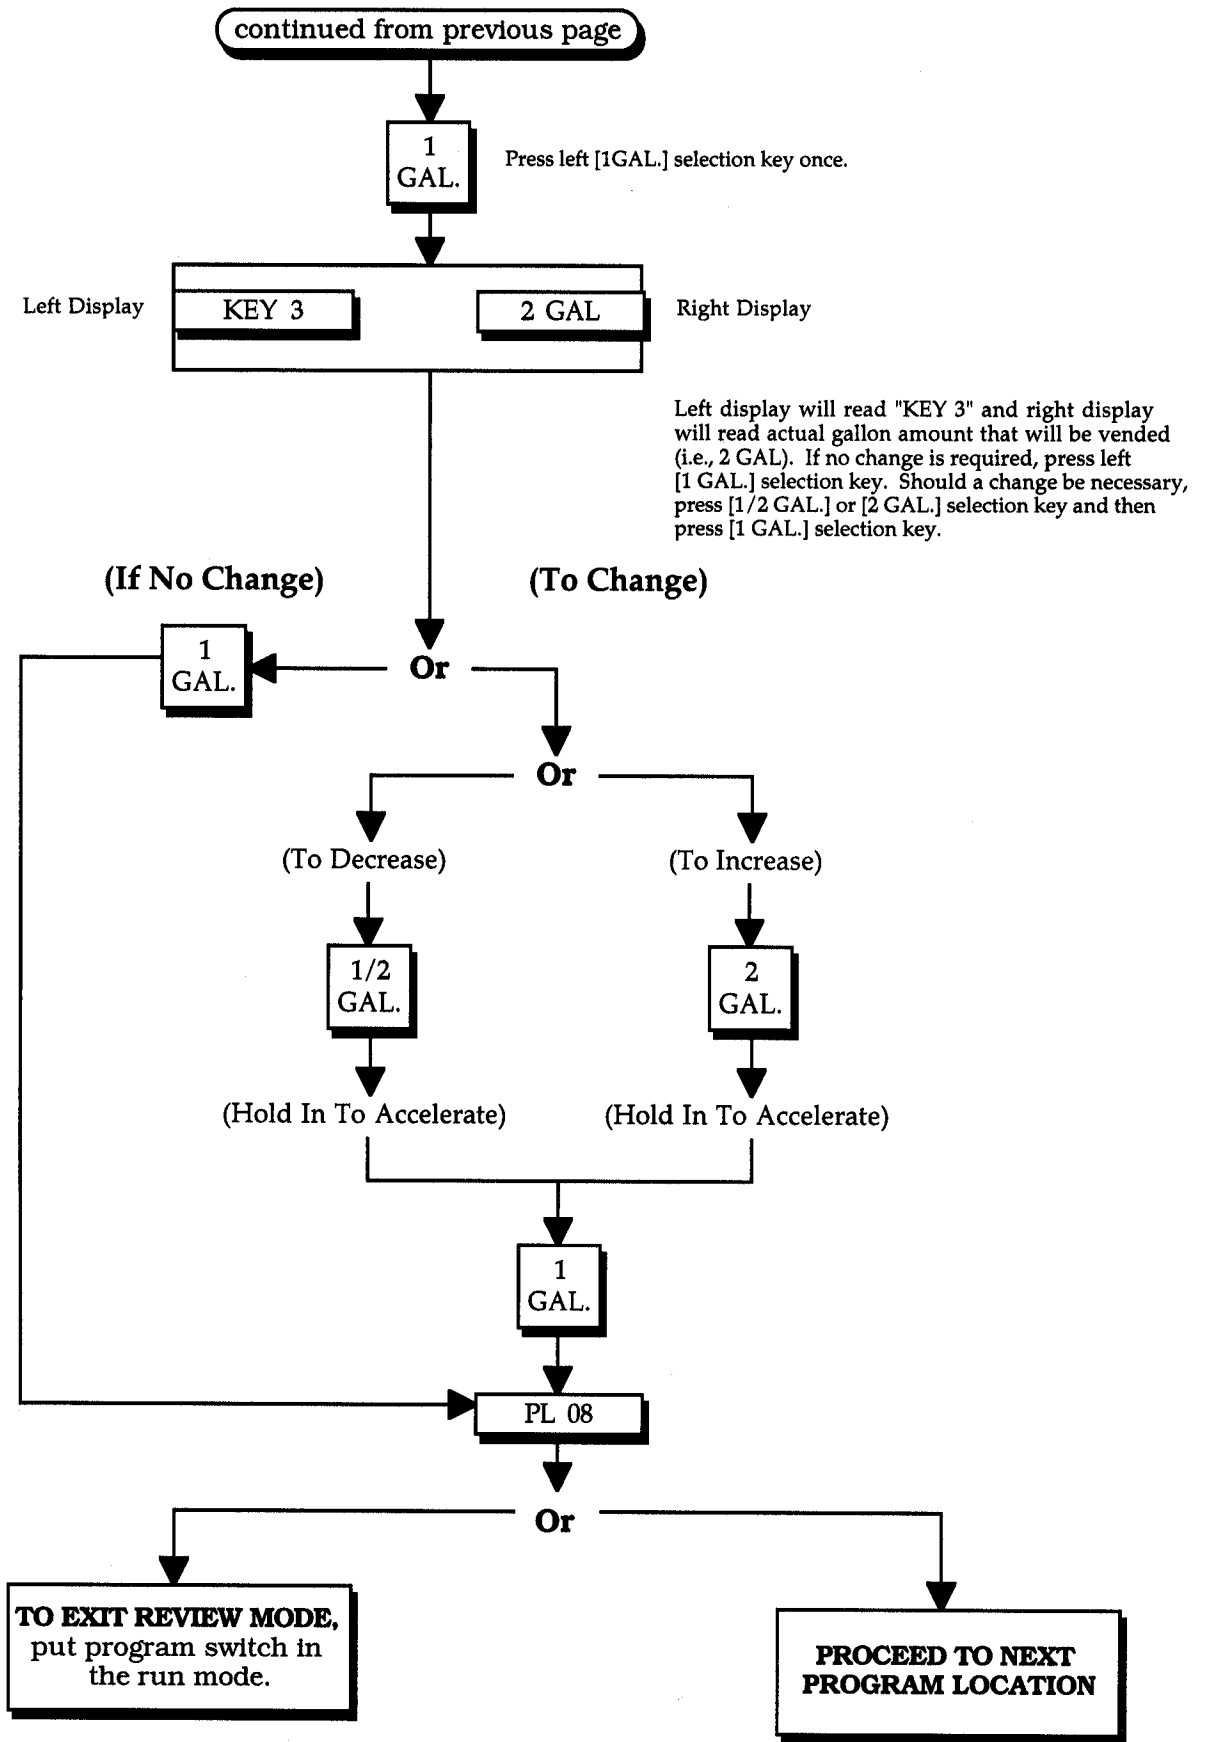 continued from previous page
1
GAL.
Press left [1GAL.] selection key once.
Left Display
KEY 3
2 GAL
Right Display
Left display will read "KEY 3" and right display
will read actual gallon amount that will be vended
(i.e., 2 GAL). If no change is required, press left
[1 GAL.] selection key. Should a change be necessary,
press [1/2 GAL.] or [2 GAL.] selection key and then
press [1 GAL.] selection key.
(If No Change)
(To Change)
1
GAL.
Or
Or
(To Decrease)
(To Increase)
1/2
GAL.
2
GAL.
(Hold In To Accelerate)
(Hold In To Accelerate)
1
GAL.
PL 08
Or
TO EXIT REVIEW MODE,
put program switch in
the run mode.
PROCEED TO NEXT
PROGRAM LOCATION